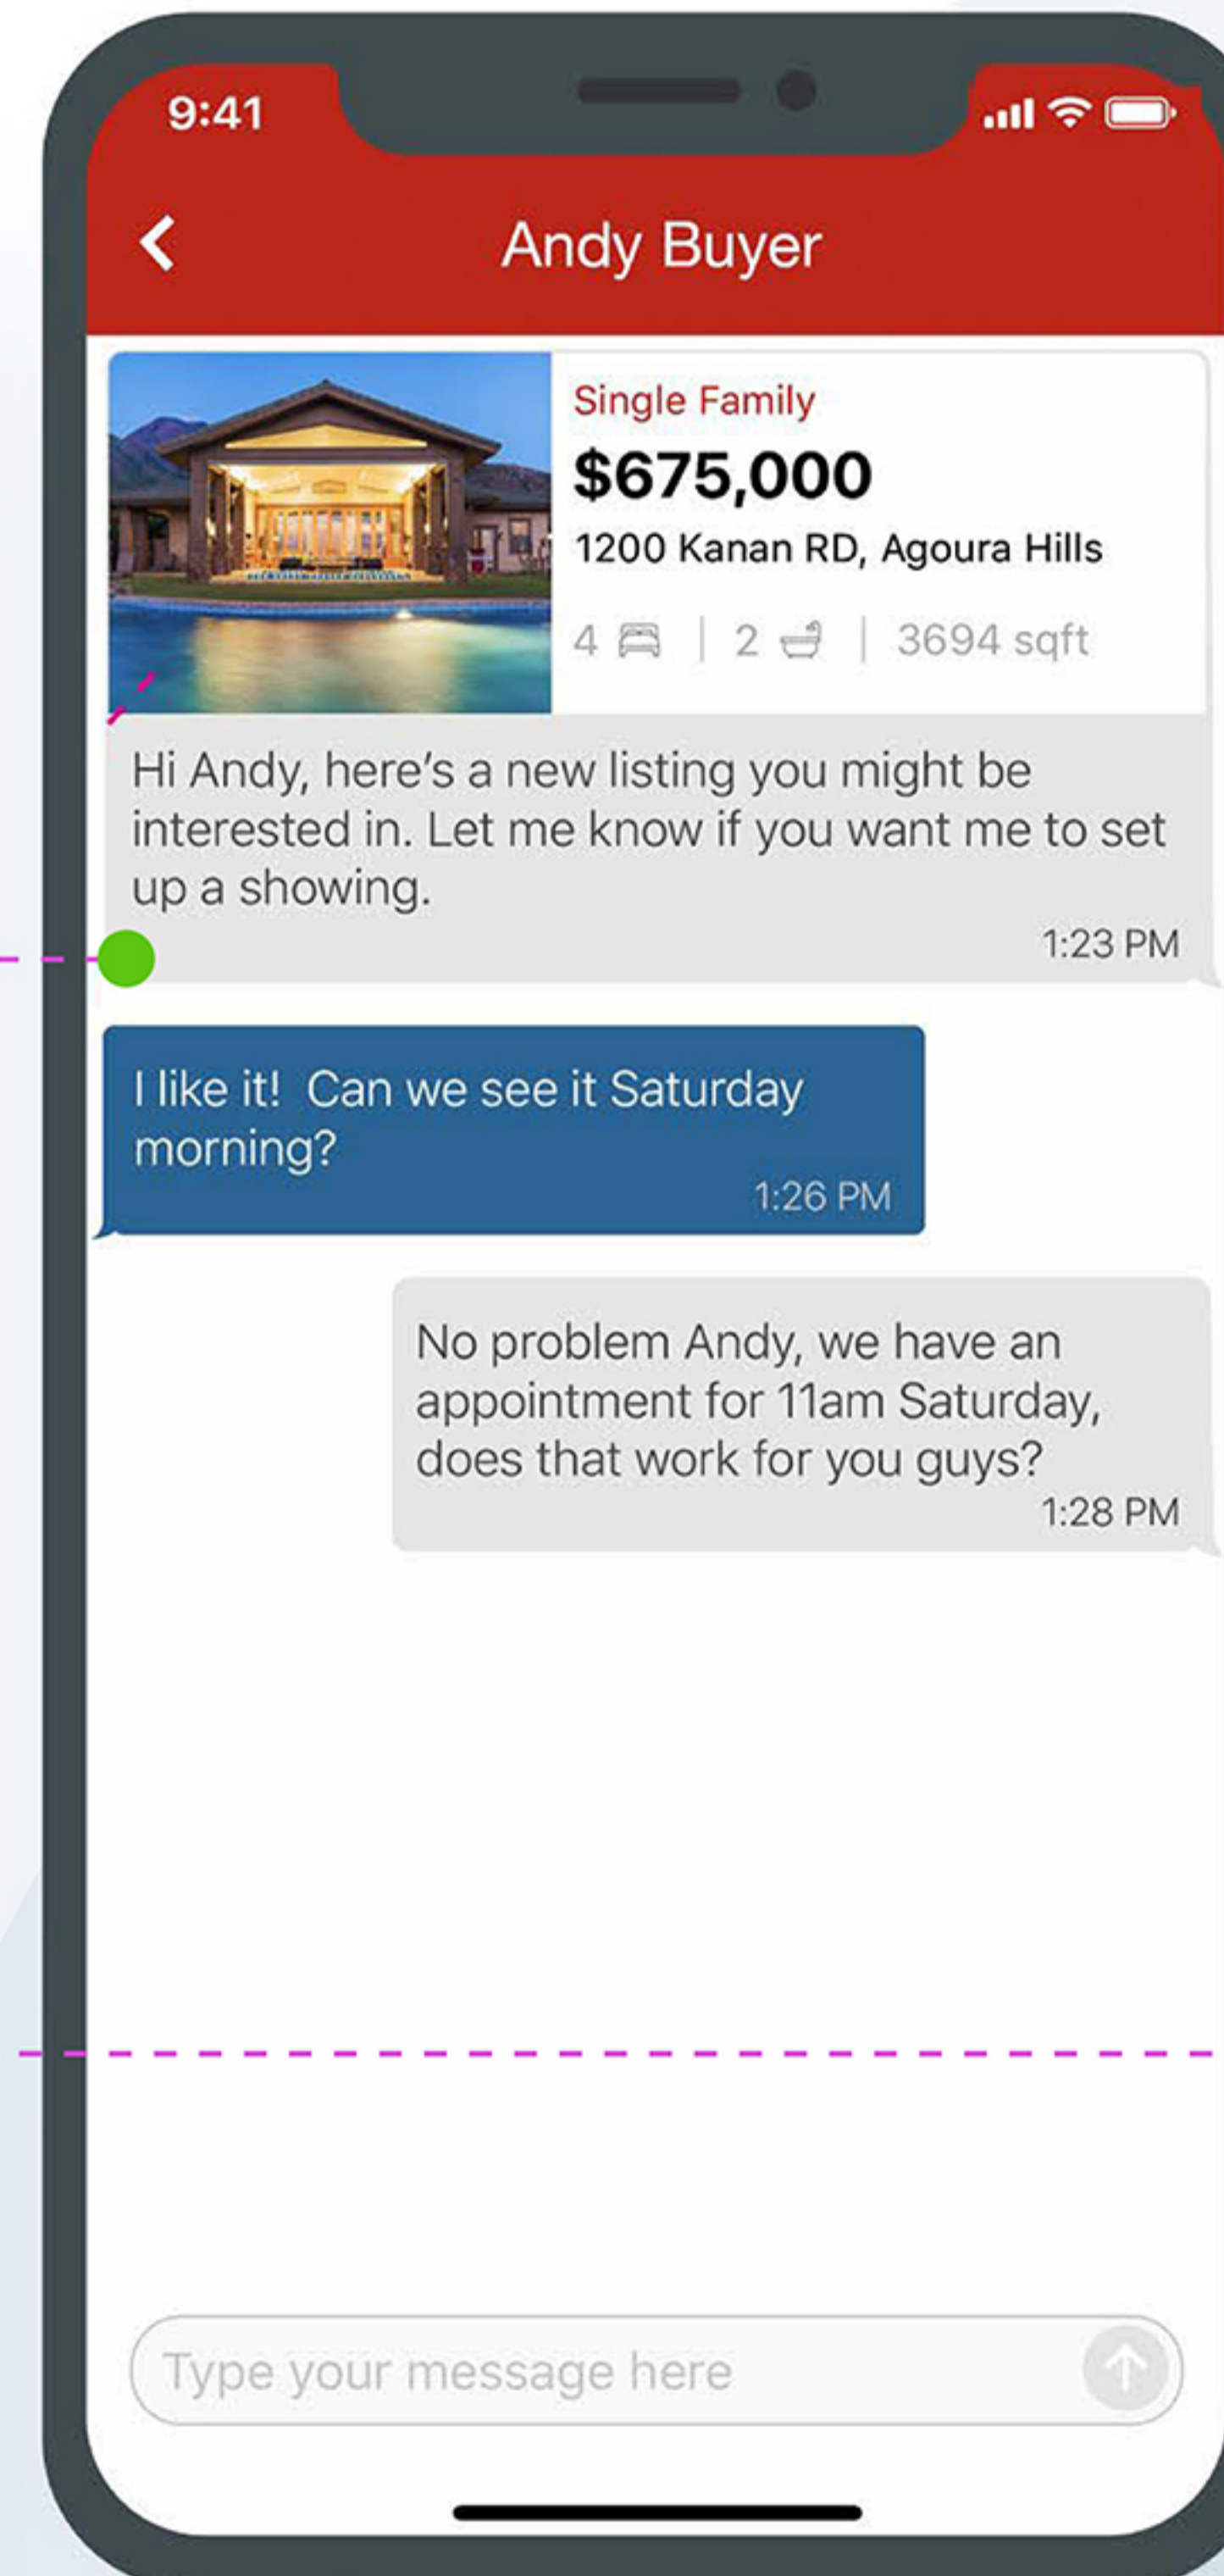 9:41
Andy Buyer
Single Family
$675,000
1200 Kanan RD, Agoura Hills
4 | 2 | 3694 sqft
Hi Andy, here’s a new listing you might be
interested in. Let me know if you want me to set
up a showing.
1:23 PM
I like it!  Can we see it Saturday
morning?
1:26 PM
No problem Andy, we have an
appointment for 11am Saturday,
does that work for you guys?
1:28 PM
Type your message here